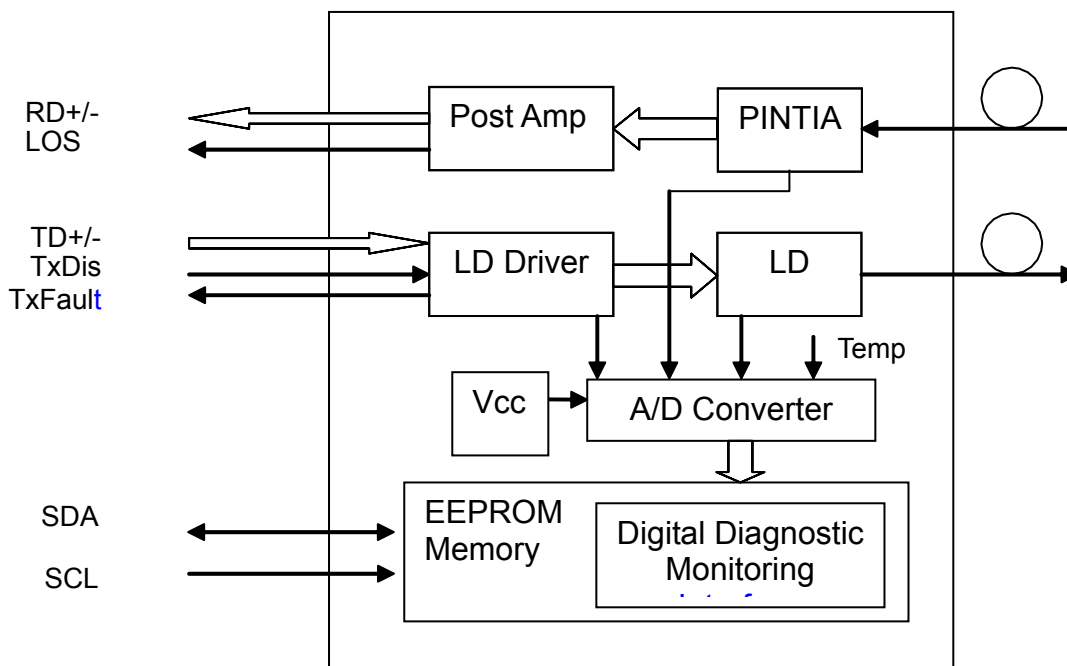 RD+/-
LOS
Post Amp
PINTIA
TD+/-
TxDis
TxFault
LD Driver
LD
Temp
Vcc
A/D Converter
SDA
SCL
EEPROM
Memory
Digital Diagnostic
Monitoring